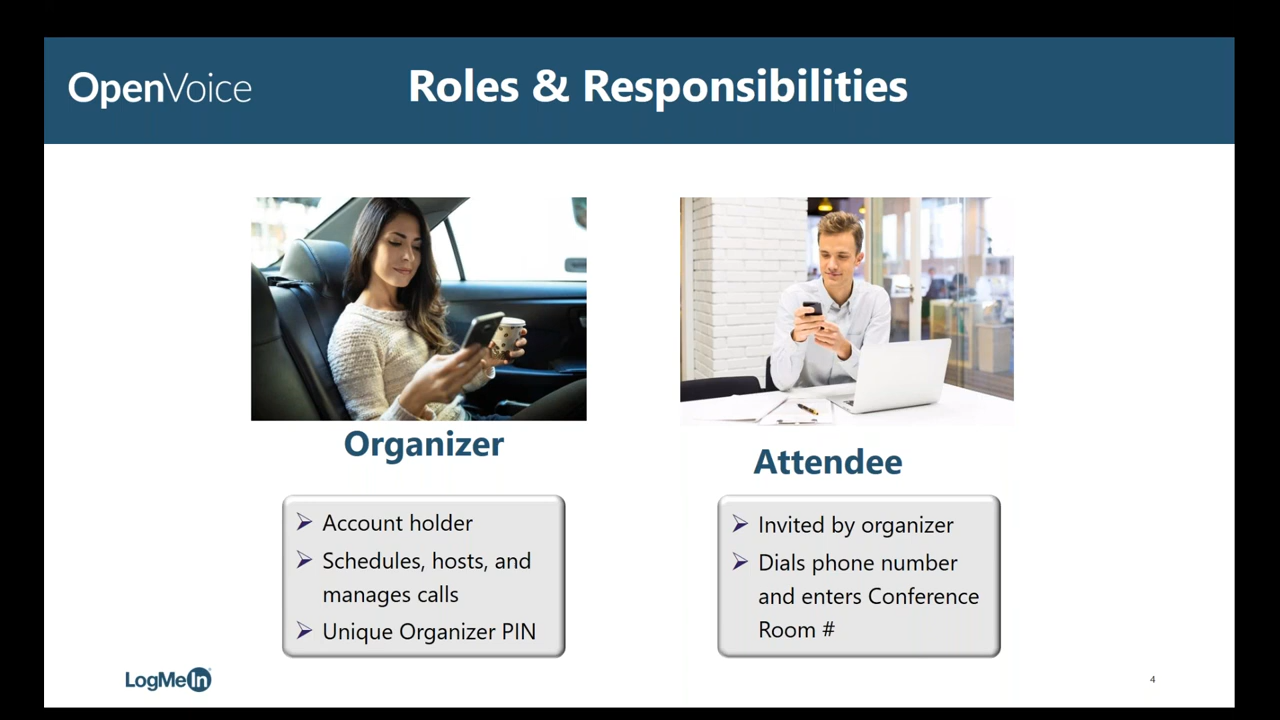 OpenVoice
Roles & Responsibilities
Organizer
Account holder
Schedules, hosts, and
manages calls
Unique Organizer PIN
Attendee
Invited by organizer
Dials phone number
and enters Conference
Room #
LogMeIn
4